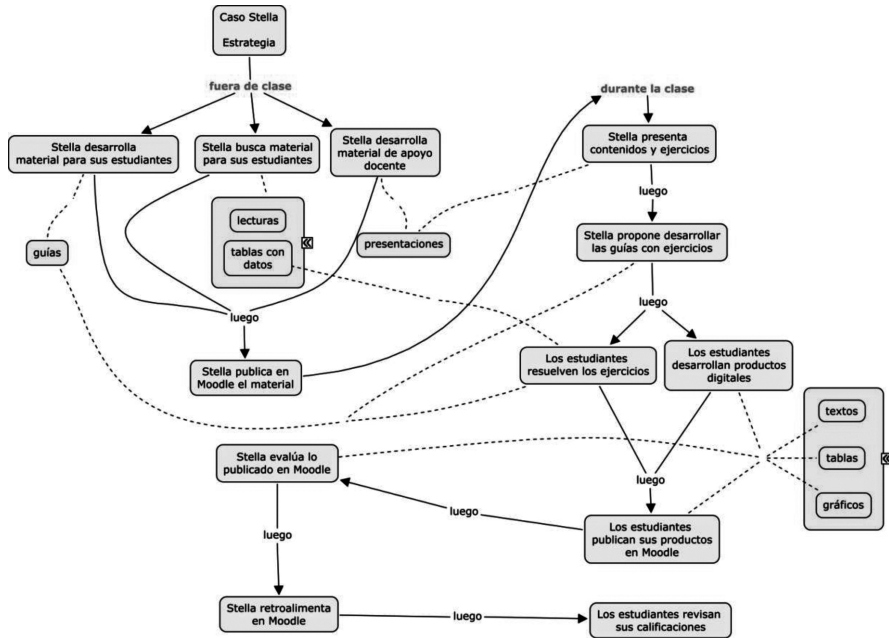 Caso Stella
Estrategia
fuera de clase
Stella desarrolla
material para sus estudiantes
Stella busca material
para sus estudiantes
Stella desarrolla
material de apoyo
docente
guías
lecturas
tablas con
datos
presentaciones
luego
Stella publica en
Moodle el material
durante la clase
Stella presenta
contenidos y ejercicios
luego
Stella propone desarrollar
las guías con ejercicios
luego
Los estudiantes
resuelven los ejercicios
Los estudiantes
desarrollan productos
digitales
textos
tablas
gráficos
luego
Los estudiantes
publican sus productos
en Moodle
luego
Stella evalúa lo
publicado en Moodle
luego
Stella retroalimenta
en Moodle
luego
Los estudiantes revisan
sus calificaciones